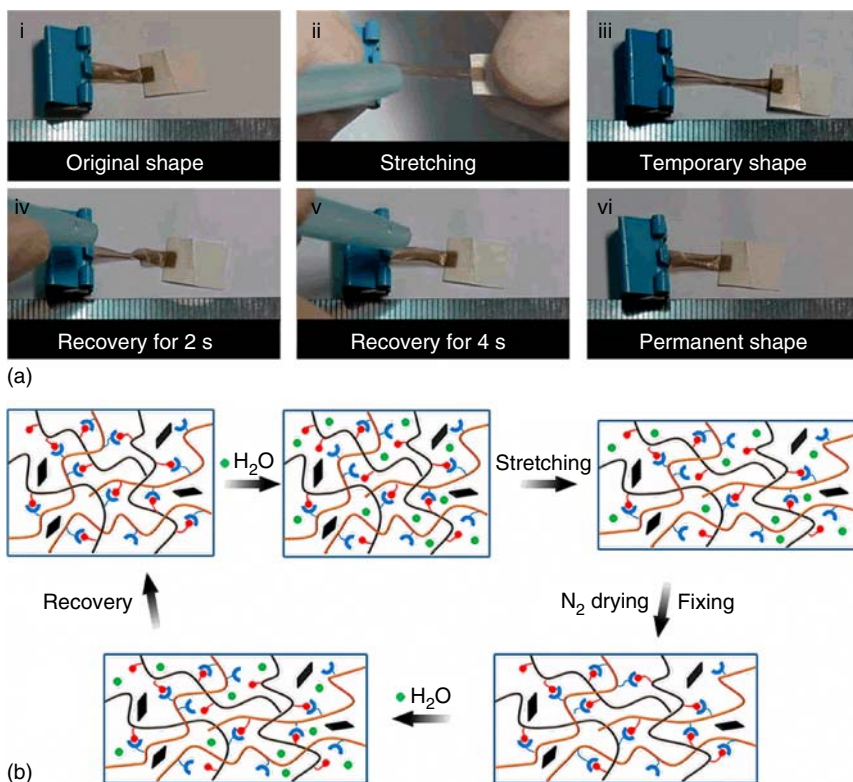 i
Original shape
ii
Stretching
iii
Temporary shape
iv
Recovery for 2 s
v
Recovery for 4 s
vi
Permanent shape
(a)
H₂O
Stretching
Recovery
N₂ drying Fixing
H₂O
(b)